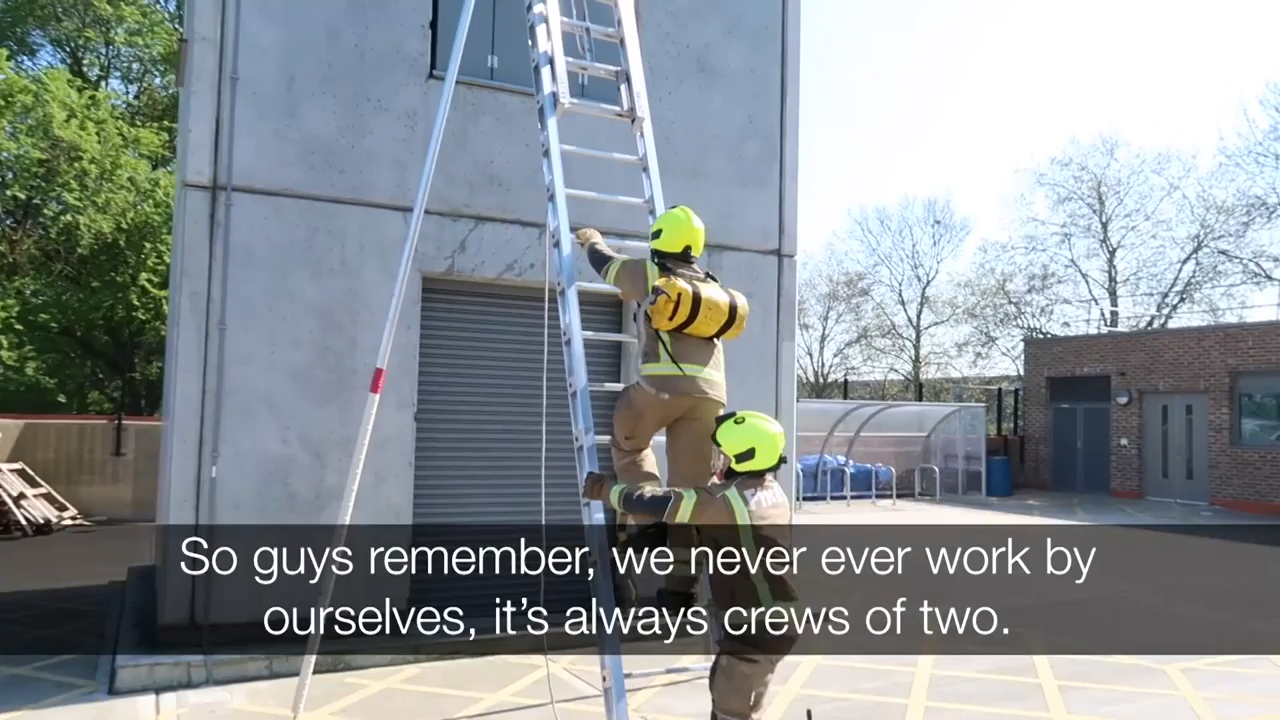 So guys remember, we never ever work by
ourselves, it's always crews of two.